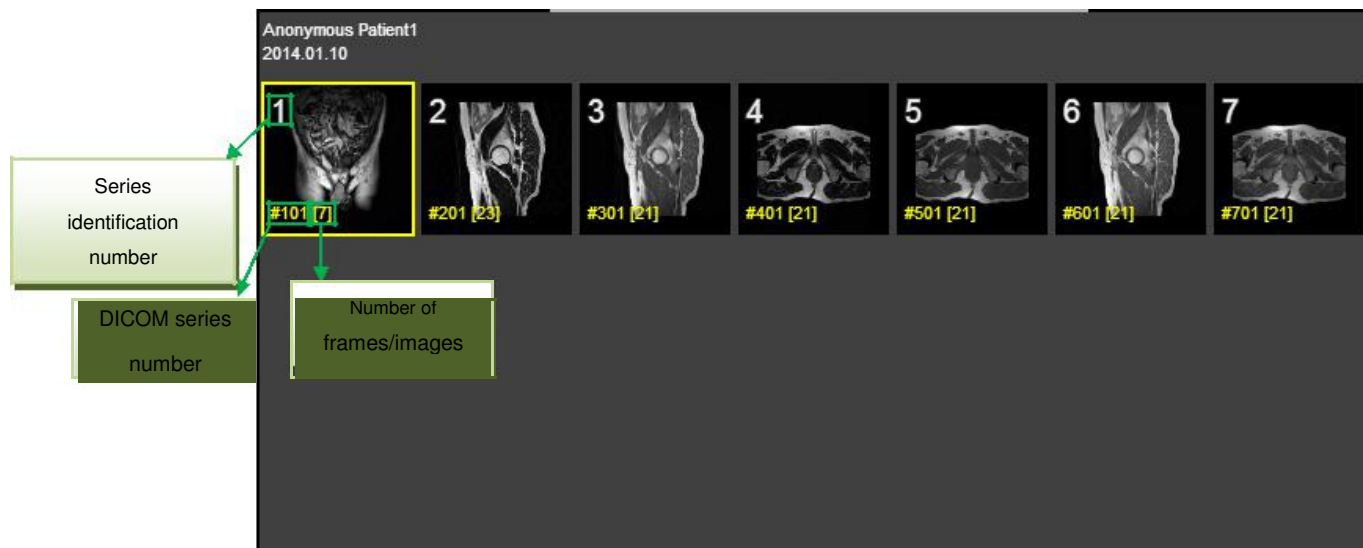 Anonymous Patient1
2014.01.10
1
2
3
4
5
6
7
#101 [7]
#201 [23]
#301 [21]
#401 [21]
#501 [21]
#601 [21]
#701 [21]
Series
identification
number
DICOM series
number
Number of
frames/images